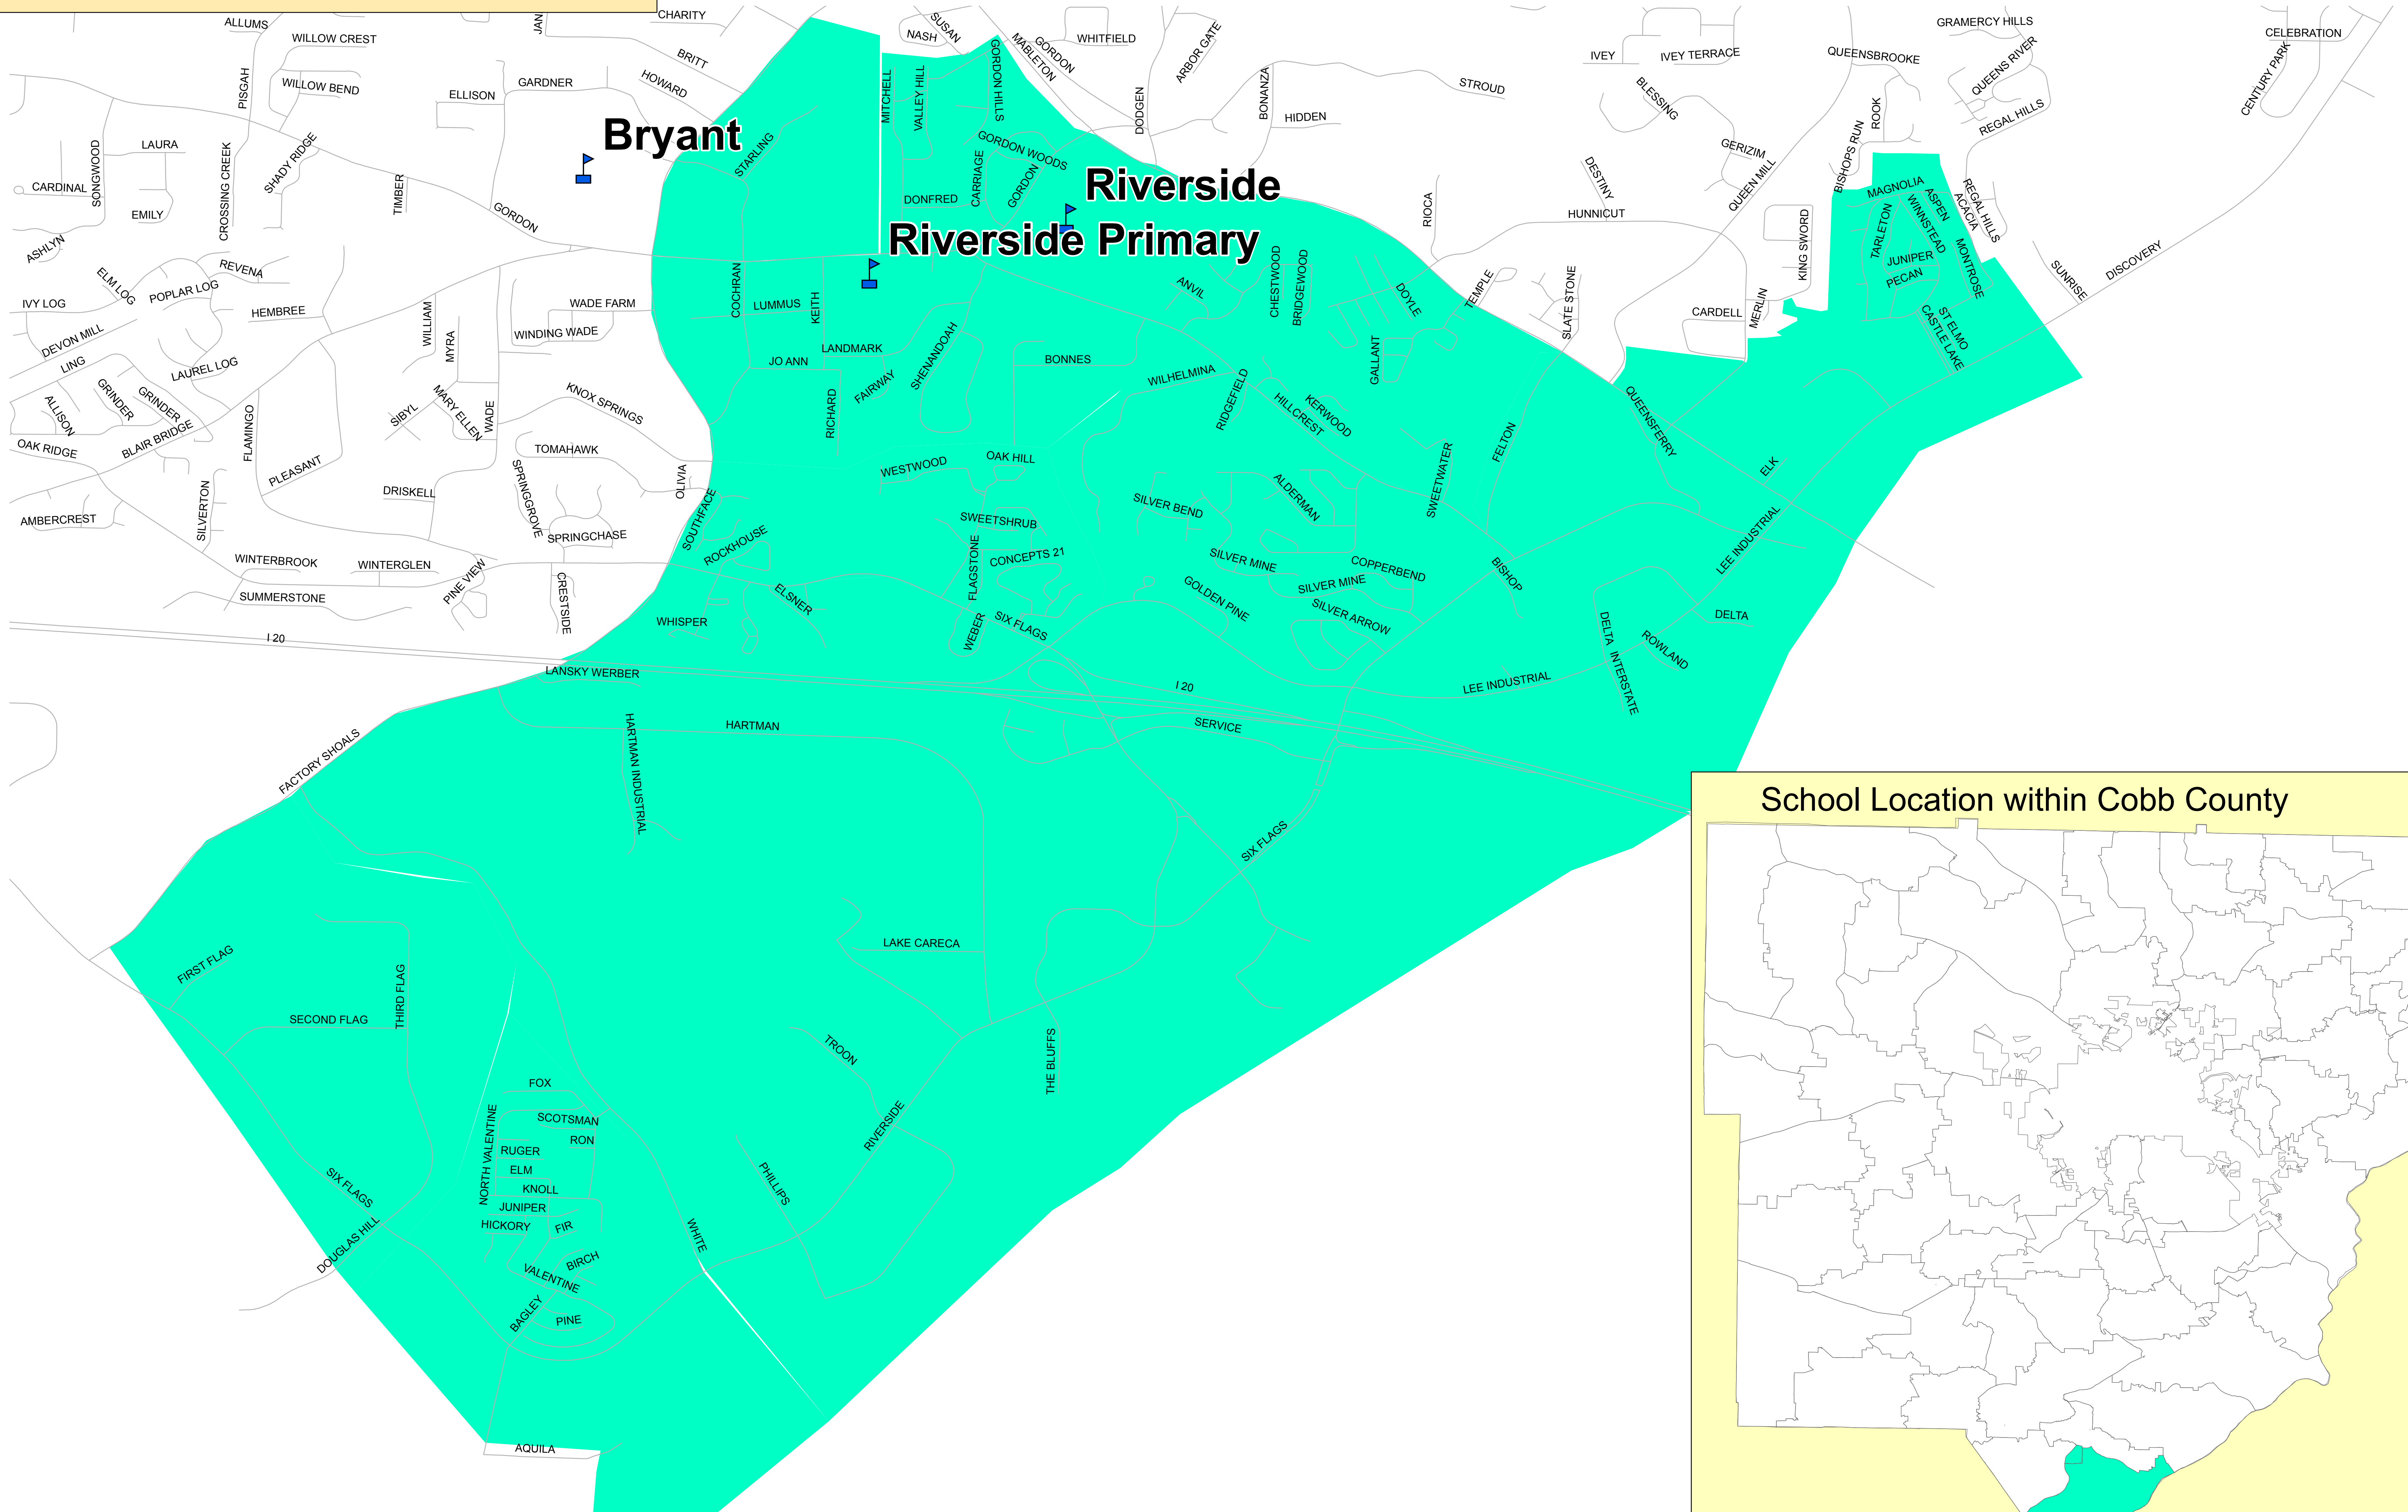 ALLUMS
WILLOW CREST
JAN
CHARITY
SUSAN
NASH
MABLETON
GORDON
WHITFIELD
ARBOR GATE
IVEY
IVEY TERRACE
GRAMERCY HILLS
CELEBRATION
QUEENSBROOKE
QUEENS RIVER
CENTURY PARK
PISGAH
WILLOW BEND
GARDNER
ELLISON
BRITT
HOWARD
MITCHELL
VALLEY HILL
GORDON HILLS
DODGEN
BONANZA
HIDDEN
STROUD
BLESSING
ROOK
REGAL HILLS
Bryant
SONGWOOD
LAURA
CROSSING CREEK
SHADY RIDGE
STARLING
GORDON WOODS
GERIZIM
QUEEN MILL
BISHOPS RUN
CARDINAL
EMILY
TIMBER
GORDON
DONFRED
CARRIAGE
GORDON
Riverside
RIOCA
DESTINY
HUNNICUT
MAGNOLIA
ASPEN
REGAL HILLS
ACACIA
ASHLYN
Riverside Primary
KING SWORD
TARLETON
WINNSTEAD
JUNIPER
PECAN
MONTROSE
SUNRISE
DISCOVERY
ELM LOG
REVENA
POPLAR LOG
IVY LOG
HEMBREE
WADE FARM
WINDING WADE
COCHRAN
LUMMUS
KEITH
ANVIL
CHESTWOOD
BRIDGEWOOD
DOYLE
TEMPLE
SLATE STONE
CARDELL
MERLIN
ST ELMO
CASTLE LAKE
DEVON MILL
LING
LAUREL LOG
WILLIAM
MYRA
JO ANN
LANDMARK
FAIRWAY
SHENANDOAH
BONNES
WILHELMINA
GALLANT
ALLISON
GRINDER
GRINDER
OAK RIDGE
BLAIR BRIDGE
FLAMINGO
PLEASANT
SIBYL
MARY ELLEN
WADE
KNOX SPRINGS
RICHARD
RIDGEFIELD
HILLCREST
KERWOOD
QUEENSFERRY
TOMAHAWK
OLIVIA
WESTWOOD
OAK HILL
SWEETWATER
FELTON
ELK
AMBERCREST
SILVERTON
DRISKELL
SPRINGGROVE
SPRINGCHASE
SOUTHFACE
ROCKHOUSE
SWEETSHRUB
SILVER BEND
ALDERMAN
LEE INDUSTRIAL
WINTERBROOK
WINTERGLEN
SUMMERSTONE
PINE VIEW
CRESTSIDE
ELSNER
FLAGSTONE
CONCEPTS 21
SILVER MINE
COPPERBEND
SILVER MINE
BISHOP
GOLDEN PINE
SILVER ARROW
WHISPER
WEBER
SIX FLAGS
DELTA
DELTA
INTERSTATE
ROWLAND
I 20
LANSKY WERBER
I 20
LEE INDUSTRIAL
HARTMAN
SERVICE
FACTORY SHOALS
HARTMAN INDUSTRIAL
SIX FLAGS
School Location within Cobb County
FIRST FLAG
THIRD FLAG
SECOND FLAG
LAKE CARECA
TROON
THE BLUFFS
FOX
SCOTSMAN
RON
RUGER
NORTH VALENTINE
ELM
KNOLL
JUNIPER
HICKORY
FIR
RIVERSIDE
PHILLIPS
WHITE
SIX FLAGS
DOUGLAS HILL
BIRCH
VALENTINE
BAGLEY
PINE
AQUILA